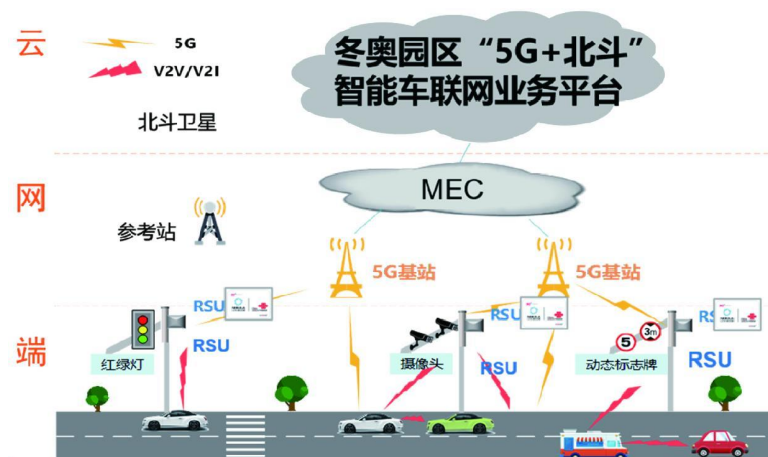 云
5G
V2V/V2I
北斗卫星
冬奥园区“5G+北斗”
智能车联网业务平台
网
MEC
参考站
5G基站
5G基站
端
RSU
RSU
红绿灯
RSU
摄像头
RSU
5
3m
动态标志牌
RSU